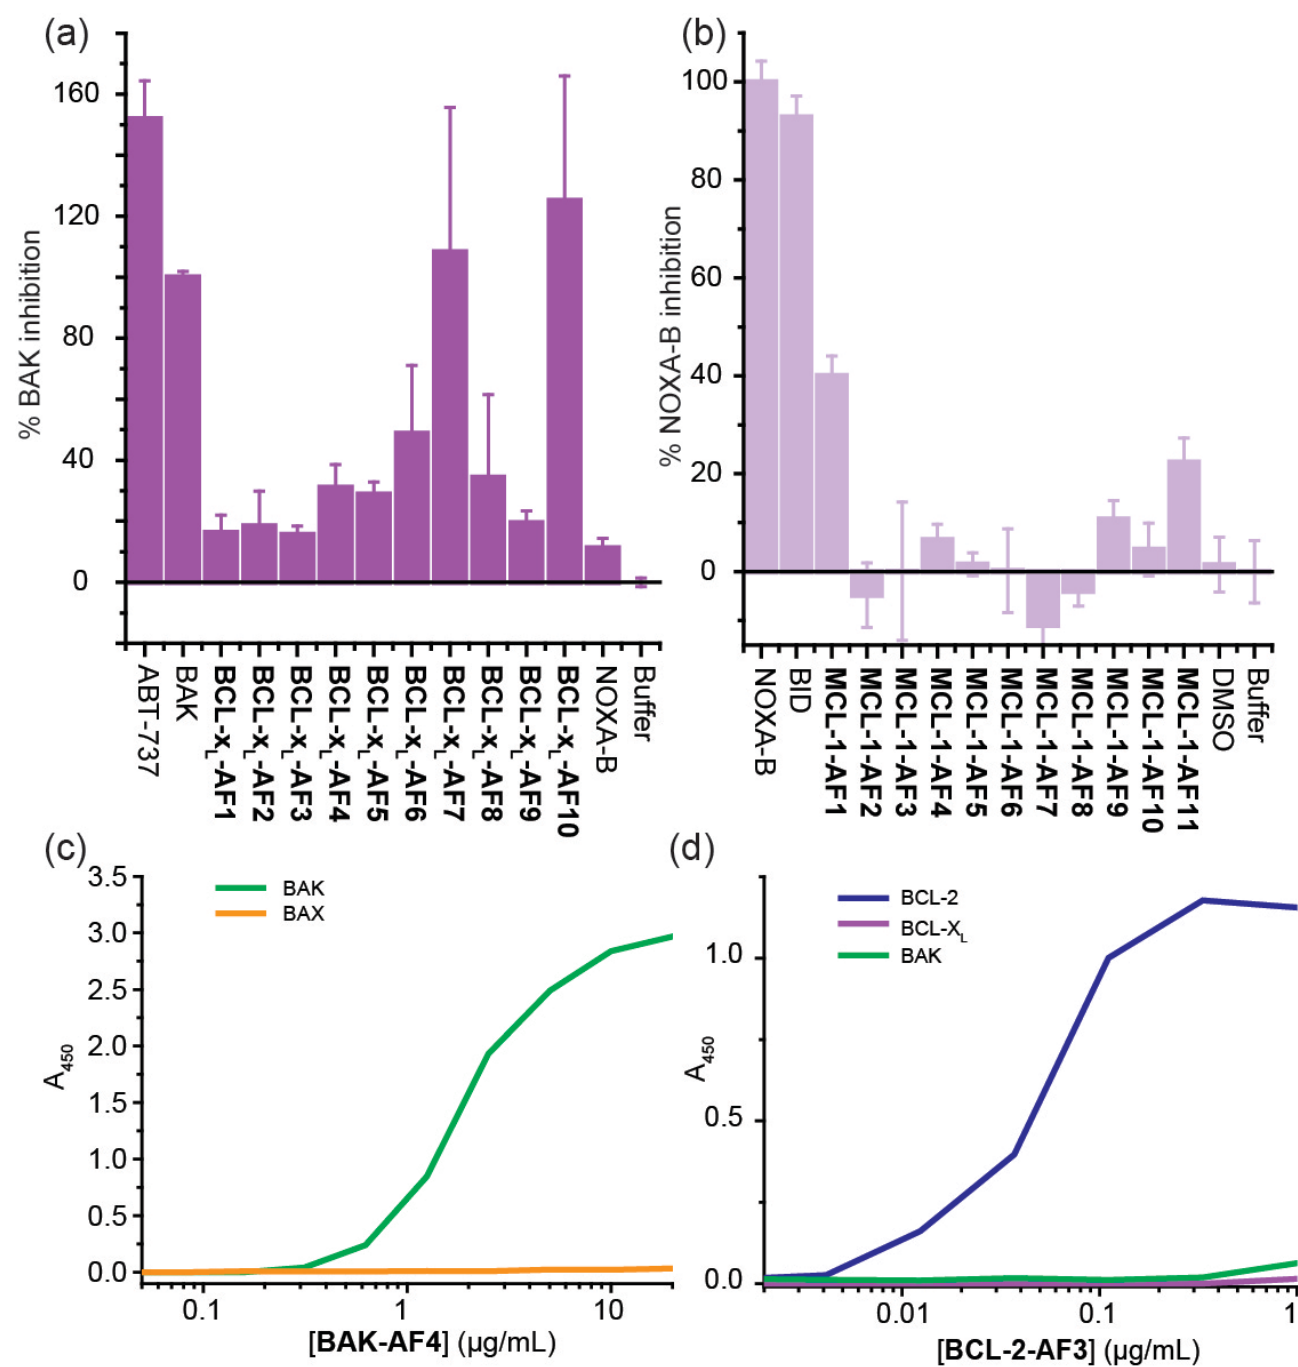 (a)
% BAK inhibition
160
120
80
40
0
ABT-737
BAK
BCL-xL-AF1
BCL-xL-AF2
BCL-xL-AF3
BCL-xL-AF4
BCL-xL-AF5
BCL-xL-AF6
BCL-xL-AF7
BCL-xL-AF8
BCL-xL-AF9
BCL-xL-AF10
NOXA-B
Buffer
(b)
% NOXA-B inhibition
100
80
60
40
20
0
NOXA-B
BID
MCL-1-AF1
MCL-1-AF2
MCL-1-AF3
MCL-1-AF4
MCL-1-AF5
MCL-1-AF6
MCL-1-AF7
MCL-1-AF8
MCL-1-AF9
MCL-1-AF10
MCL-1-AF11
DMSO
Buffer
(c)
A450
3.5
3.0
2.5
2.0
1.5
1.0
0.5
0.0
BAK
BAX
0.1
1
10
[BAK-AF4] (µg/mL)
(d)
A450
1.0
0.5
0.0
BCL-2
BCL-XL
BAK
0.01
0.1
1
[BCL-2-AF3] (µg/mL)